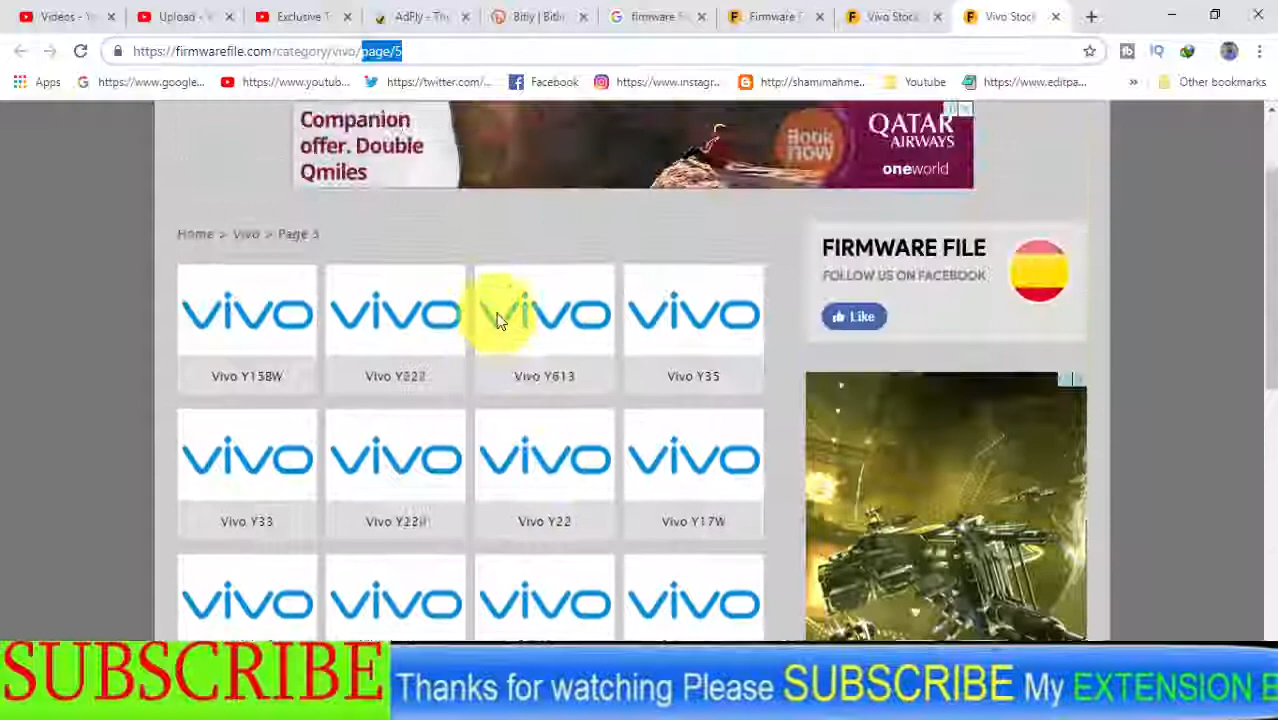 Videos - Y
Upload - 
Exclusive T
AdFly - Th
Bitly | Bitl
firmware F
Firmware F
Vivo Stock
Vivo Stock
https://firmwarefile.com/category/vivo/page/5
Apps
https://www.google...
https://www.youtub...
https://twitter.com/...
Facebook
https://www.instagr...
http://shamimahme...
Youtube
https://www.editpa...
»
Other bookmarks
Companion
offer. Double
Qmiles
Book
now
QATAR
AIRWAYS
oneworld
Home > Vivo > Page 5
FIRMWARE FILE
FOLLOW US ON FACEBOOK
Like
vivo vivo vivo vivo
Vivo Y613
Vivo Y35
vivo vivo vivo vivo
Vivo Y33
Vivo Y22
Vivo Y17W
vivo vivo vivo vivo
SUBSCRIBE
Thanks for watching Please SUBSCRIBE My EXTENSION B